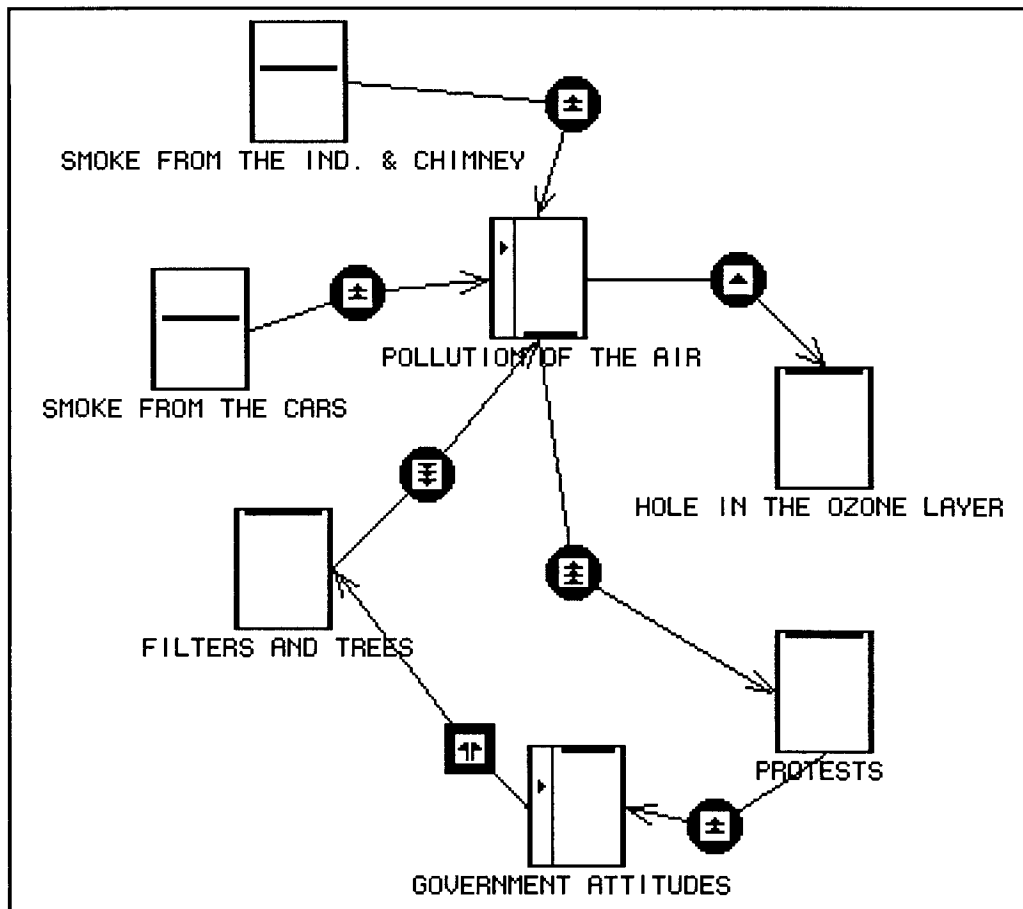 SMOKE FROM THE IND. & CHIMNEY
POLLUTION OF THE AIR
SMOKE FROM THE CARS
HOLE IN THE OZONE LAYER
FILTERS AND TREES
PROTESTS
GOVERNMENT ATTITUDES